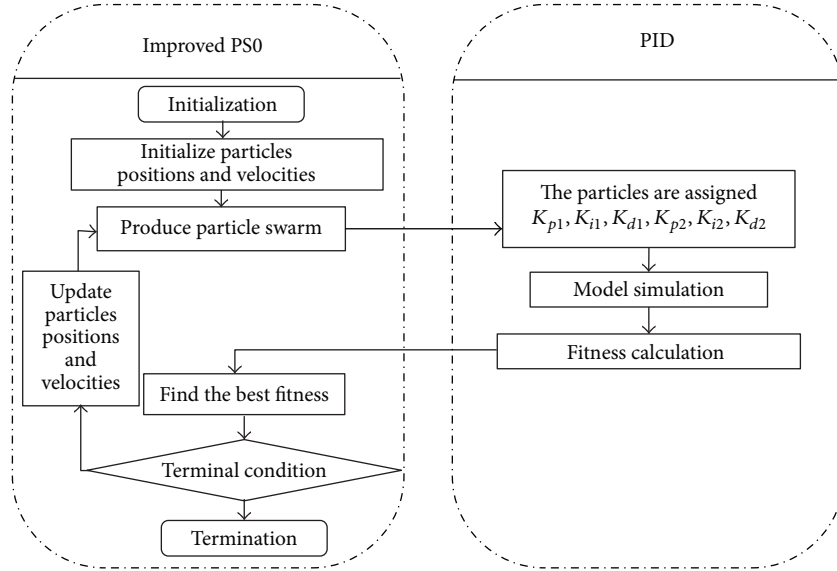 Improved PS0
PID
Initialization
Initialize particles
positions and velocities
Produce particle swarm
The particles are assigned
K_{p1}, K_{i1}, K_{d1}, K_{p2}, K_{i2}, K_{d2}
Model simulation
Fitness calculation
Update
particles
positions
and
velocities
Find the best fitness
Terminal condition
Termination